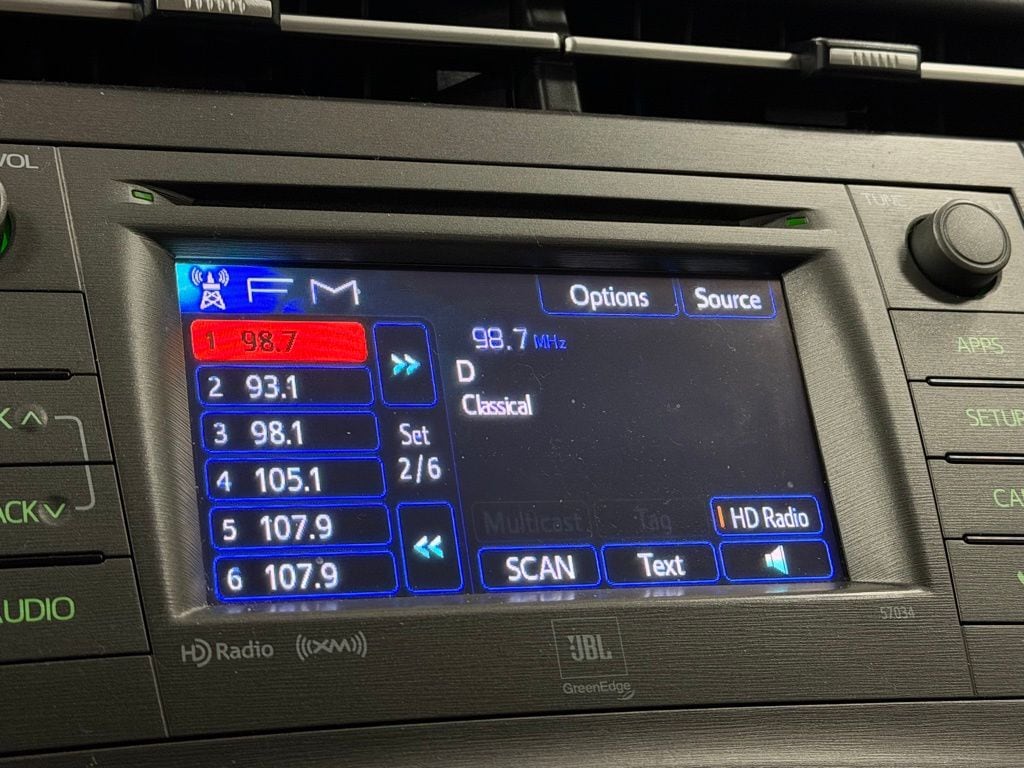 VOL
TUNE
FM
Options
Source
1 98.7
98.7 MHz
2 93.1
D
Classical
3 98.1
Set
2/6
4 105.1
5 107.9
6 107.9
Multicast
Tag
HD Radio
SCAN
Text
APPS
AUDIO
57034
HD Radio
((XM))
JBL
GreenEdge